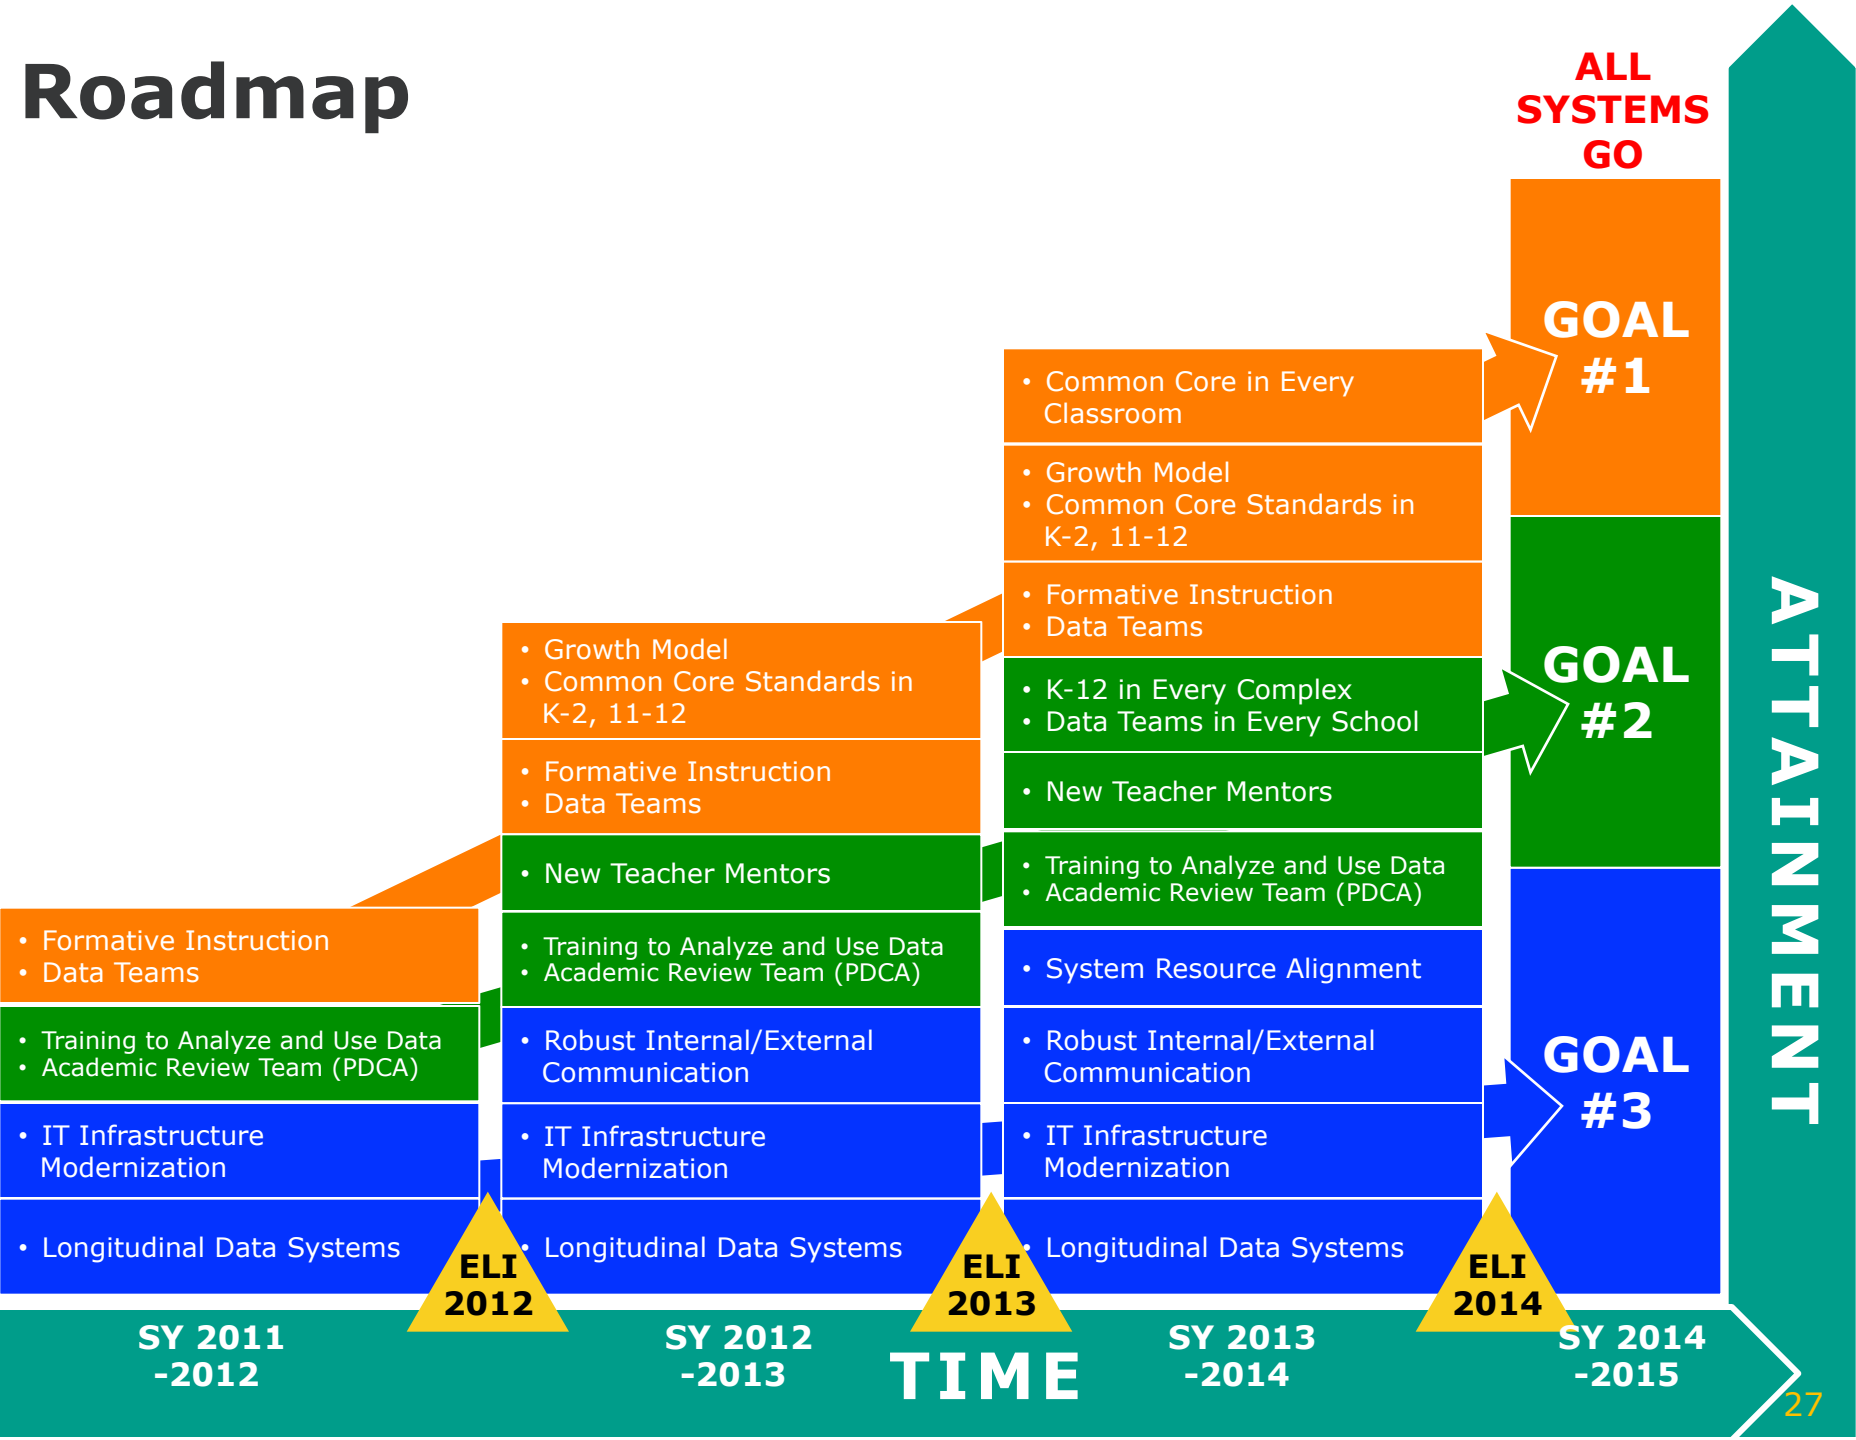 Roadmap
ALL
SYSTEMS
GO
• Formative Instruction
• Data Teams
• Training to Analyze and Use Data
• Academic Review Team (PDCA)
• IT Infrastructure
Modernization
• Longitudinal Data Systems
• Growth Model
• Common Core Standards in
K-2, 11-12
• Formative Instruction
• Data Teams
• New Teacher Mentors
• Training to Analyze and Use Data
• Academic Review Team (PDCA)
• Robust Internal/External
Communication
• IT Infrastructure
Modernization
• Longitudinal Data Systems
• Common Core in Every
Classroom
• Growth Model
• Common Core Standards in
K-2, 11-12
• Formative Instruction
• Data Teams
• K-12 in Every Complex
• Data Teams in Every School
• New Teacher Mentors
• Training to Analyze and Use Data
• Academic Review Team (PDCA)
• System Resource Alignment
• Robust Internal/External
Communication
• IT Infrastructure
Modernization
• Longitudinal Data Systems
GOAL
#1
GOAL
#2
GOAL
#3
ATTAINMENT
ELI
2012
ELI
2013
ELI
2014
SY 2011
-2012
SY 2012
-2013
TIME
SY 2013
-2014
SY 2014
-2015
27